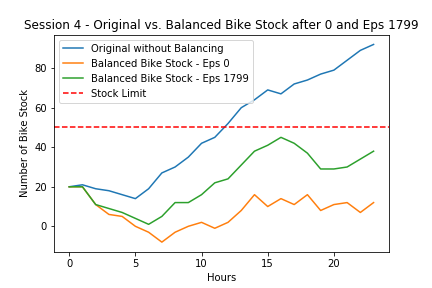 Session 4 - Original vs. Balanced Bike Stock after 0 and Eps 1799
Original without Balancing
Balanced Bike Stock - Eps 0
Balanced Bike Stock - Eps 1799
Stock Limit
Number of Bike Stock
80
60
40
20
0
0
5
10
15
20
Hours